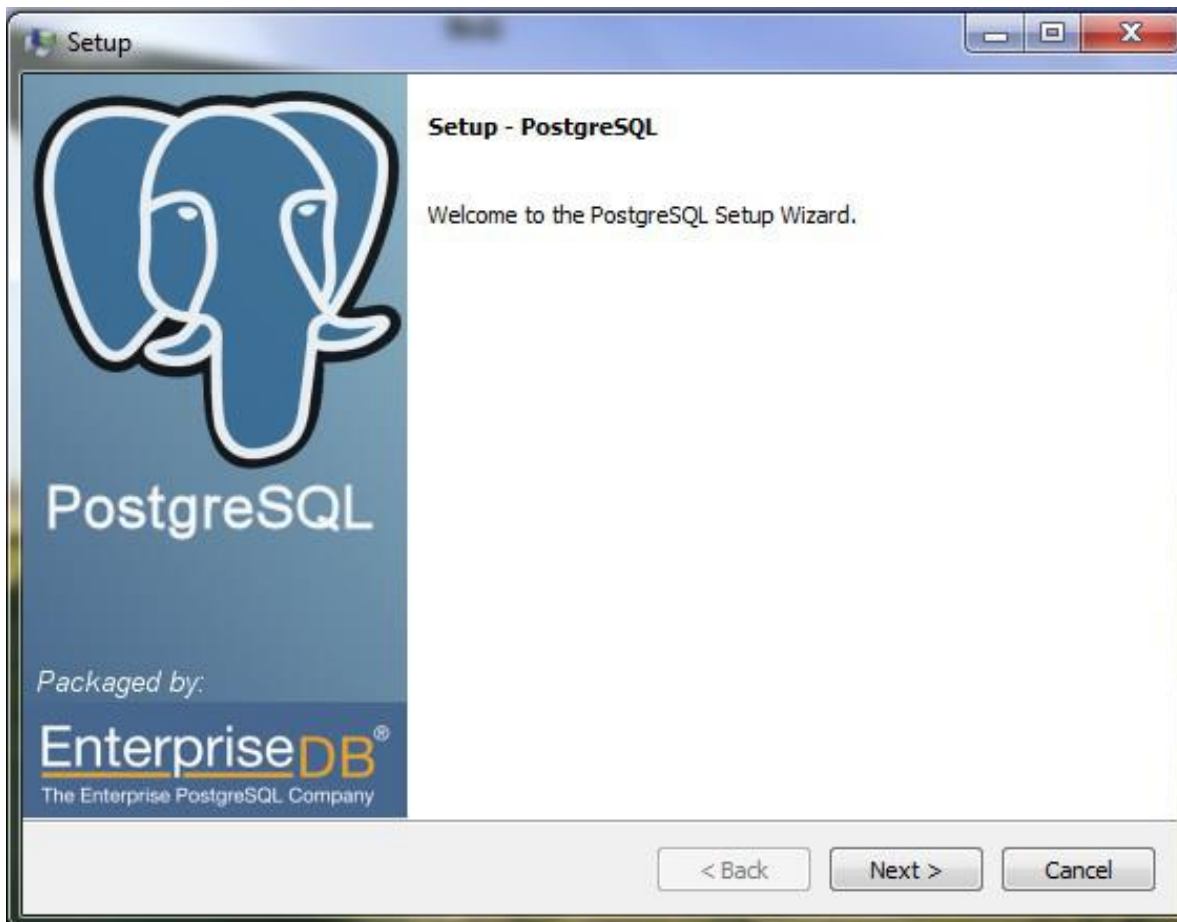 Setup
Setup - PostgreSQL
Welcome to the PostgreSQL Setup Wizard.
PostgreSQL
Packaged by:
EnterpriseDB®
The Enterprise PostgreSQL Company
< Back
Next >
Cancel